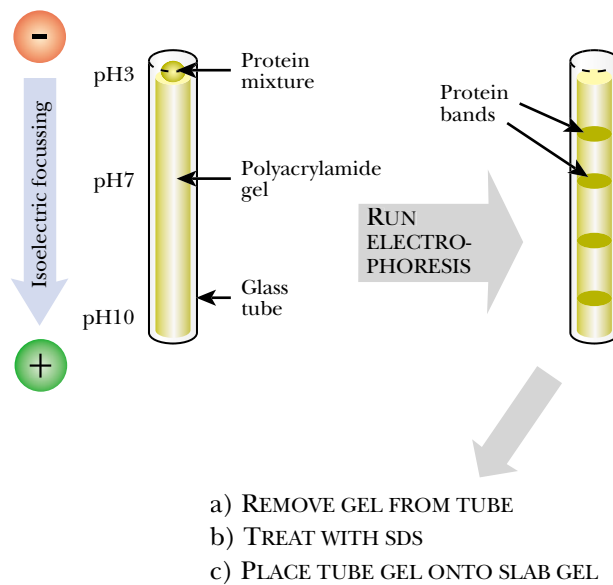 -
pH3
Protein
mixture
Isoelectric focussing
pH7
Polyacrylamide
gel
Glass
tube
pH10
+
RUN
ELECTRO-
PHORESIS
Protein
bands
a) REMOVE GEL FROM TUBE
b) TREAT WITH SDS
c) PLACE TUBE GEL ONTO SLAB GEL